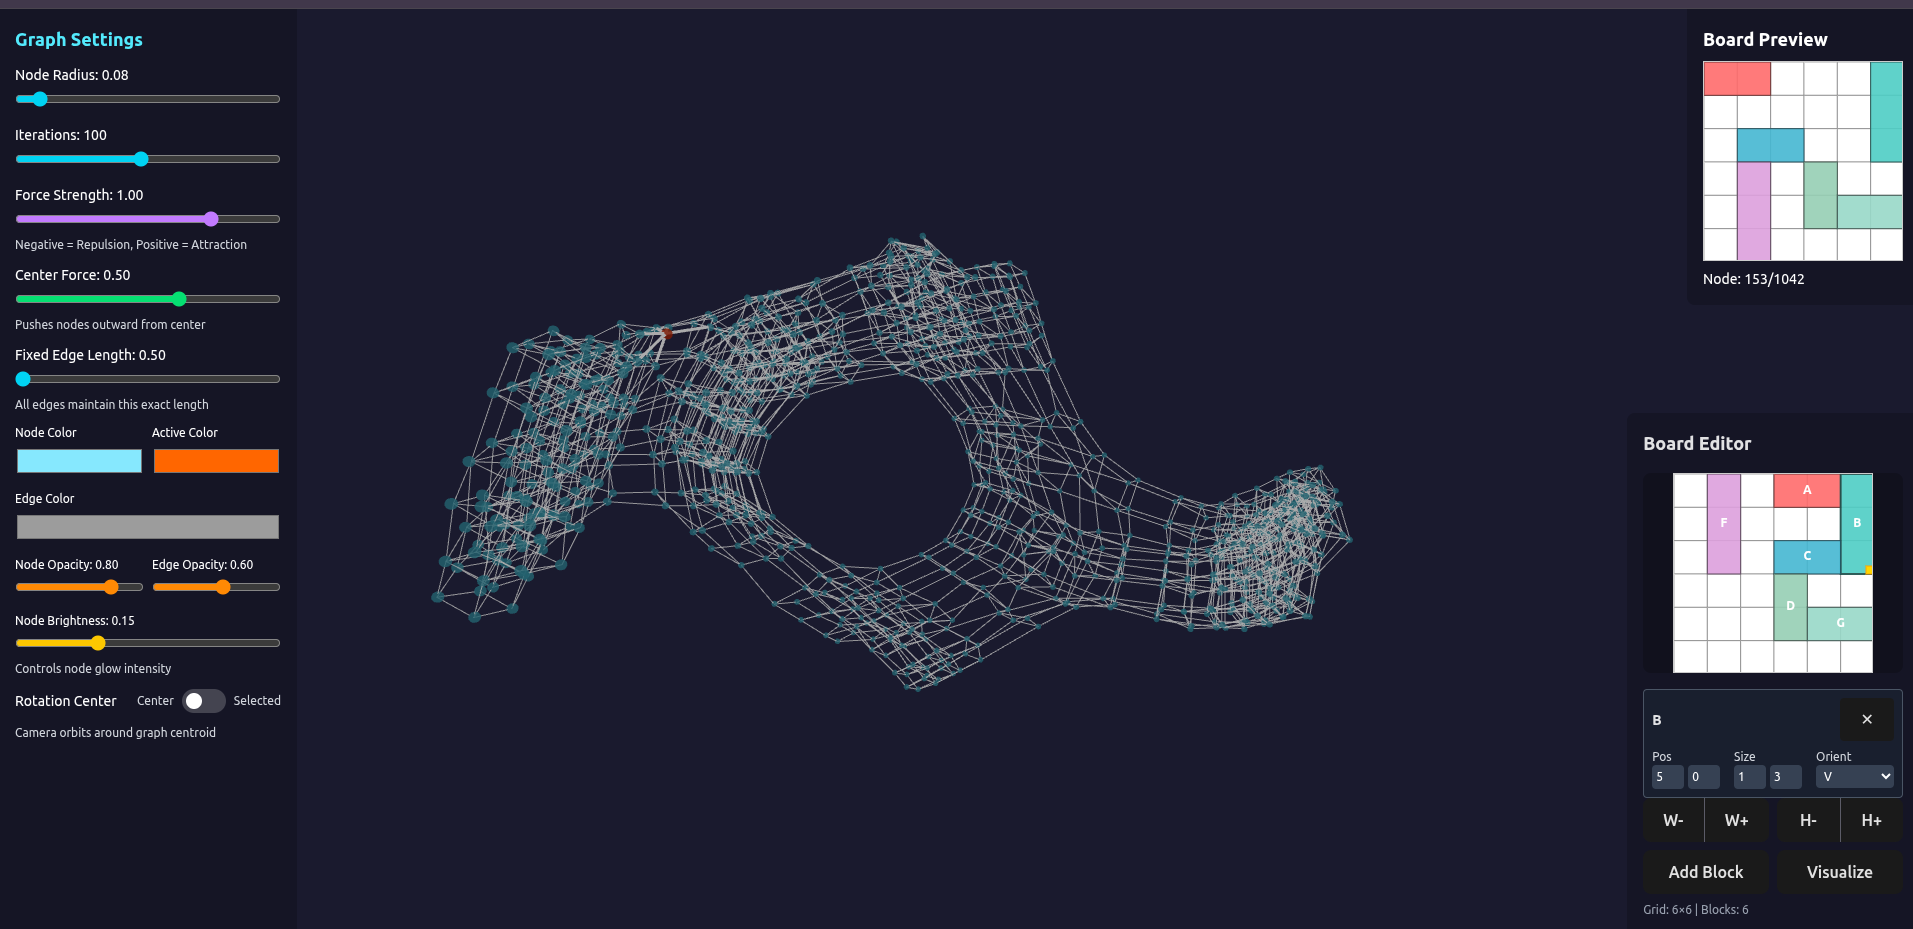 Graph Settings
Node Radius: 0.08
Iterations: 100
Force Strength: 1.00
Negative = Repulsion, Positive = Attraction
Center Force: 0.50
Pushes nodes outward from center
Fixed Edge Length: 0.50
All edges maintain this exact length
Node Color Active Color
Edge Color
Node Opacity: 0.80 Edge Opacity: 0.60
Node Brightness: 0.15
Controls node glow intensity
Rotation Center Center Selected
Camera orbits around graph centroid
Board Preview
Node: 153/1042
Board Editor
A
F B
C
D
G
B ✕
Pos Size Orient
5 0 1 3 V
W- W+ H- H+
Add Block Visualize
Grid: 6×6 | Blocks: 6